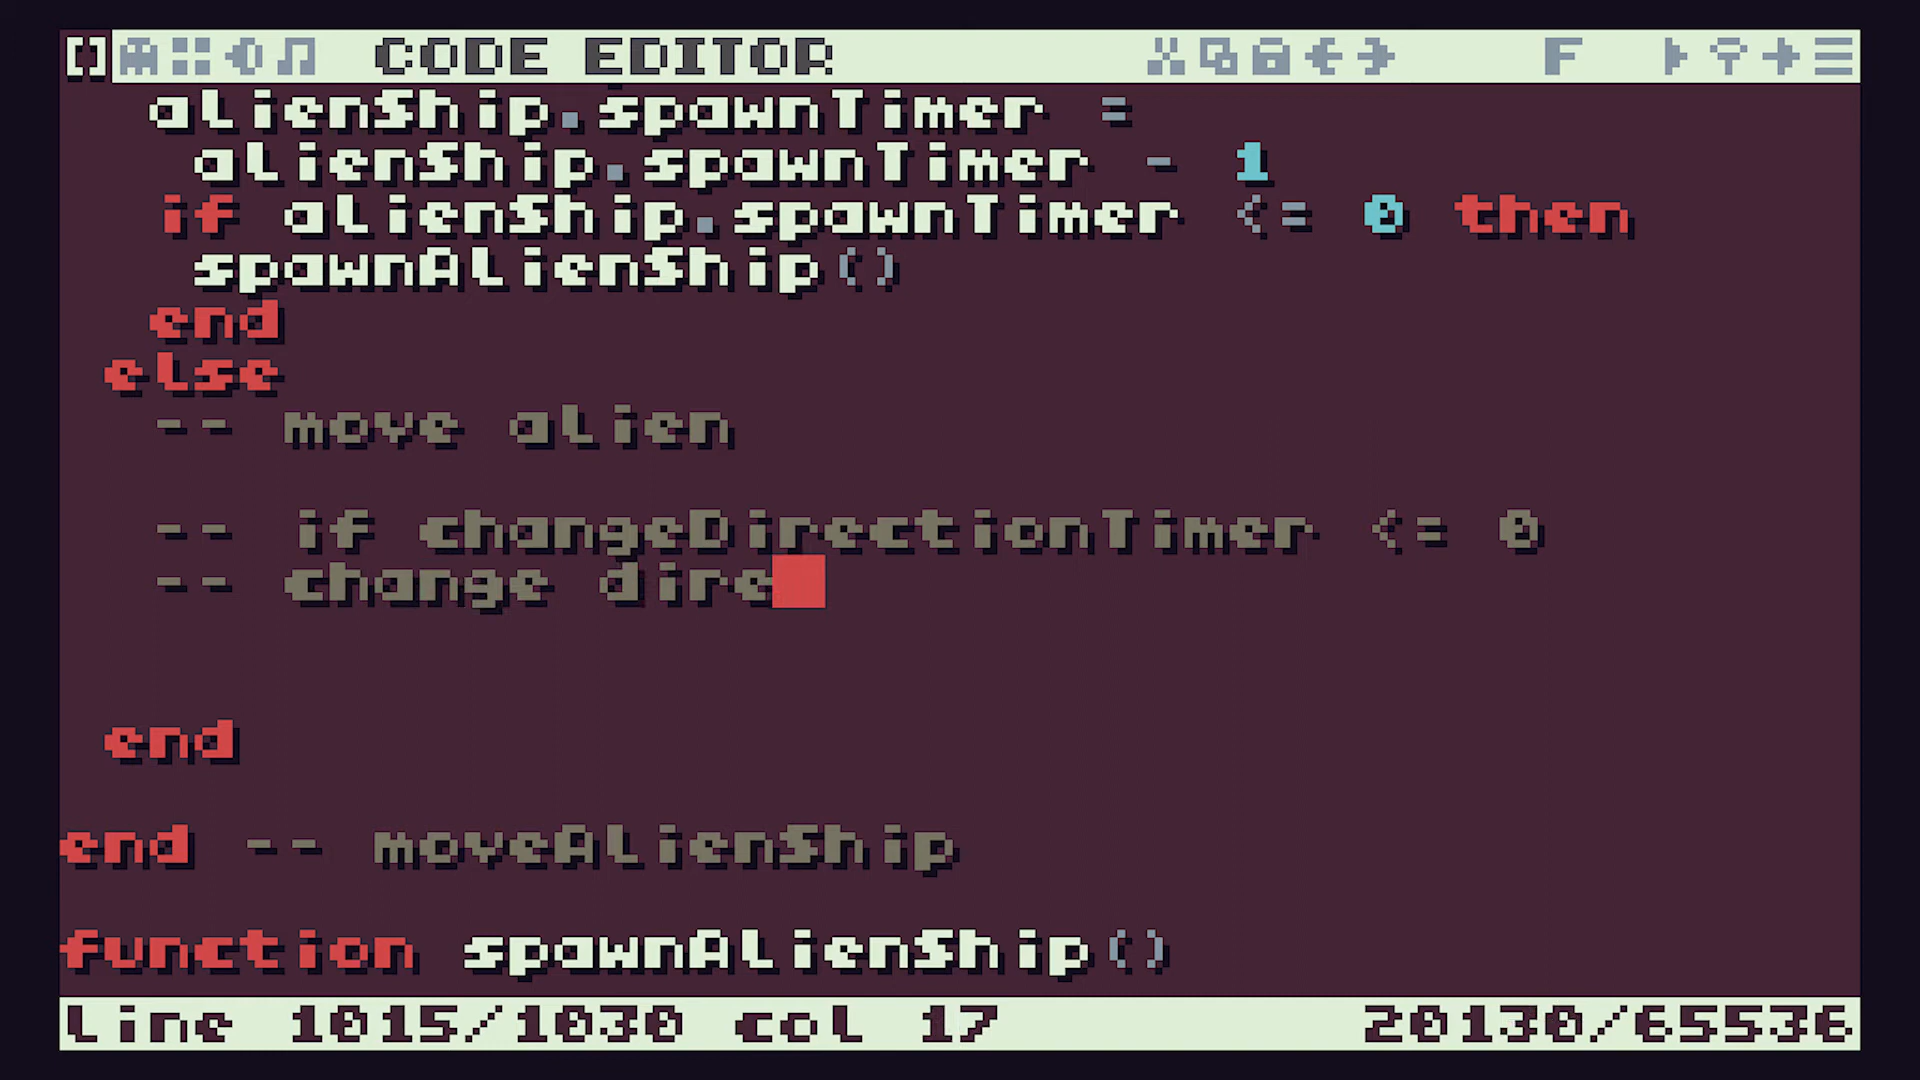 CODE EDITOR F
alienShip.spawnTimer =
alienShip.spawnTimer - 1
if alienShip.spawnTimer <= 0 then
spawnAlienShip()
end
else
-- move alien
-- if changeDirectionTimer <= 0
-- change dire
end
end -- moveAlienShip
function spawnAlienShip()
line 1015/1030 col 17 20130/65536